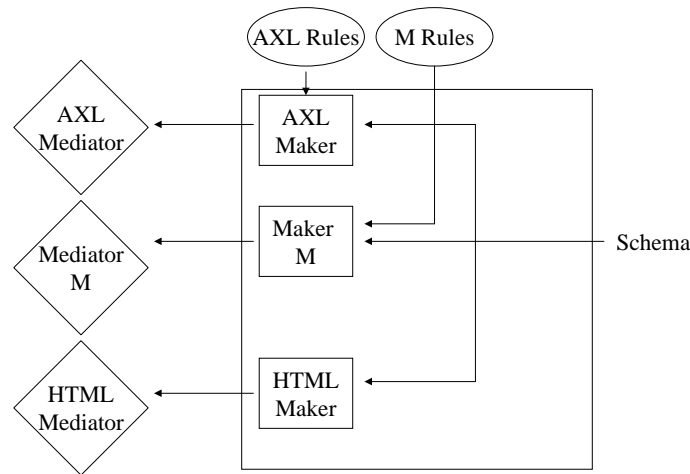 AXL Rules
M Rules
AXL
Mediator
AXL
Maker
Mediator
M
Maker
M
Schema
HTML
Mediator
HTML
Maker